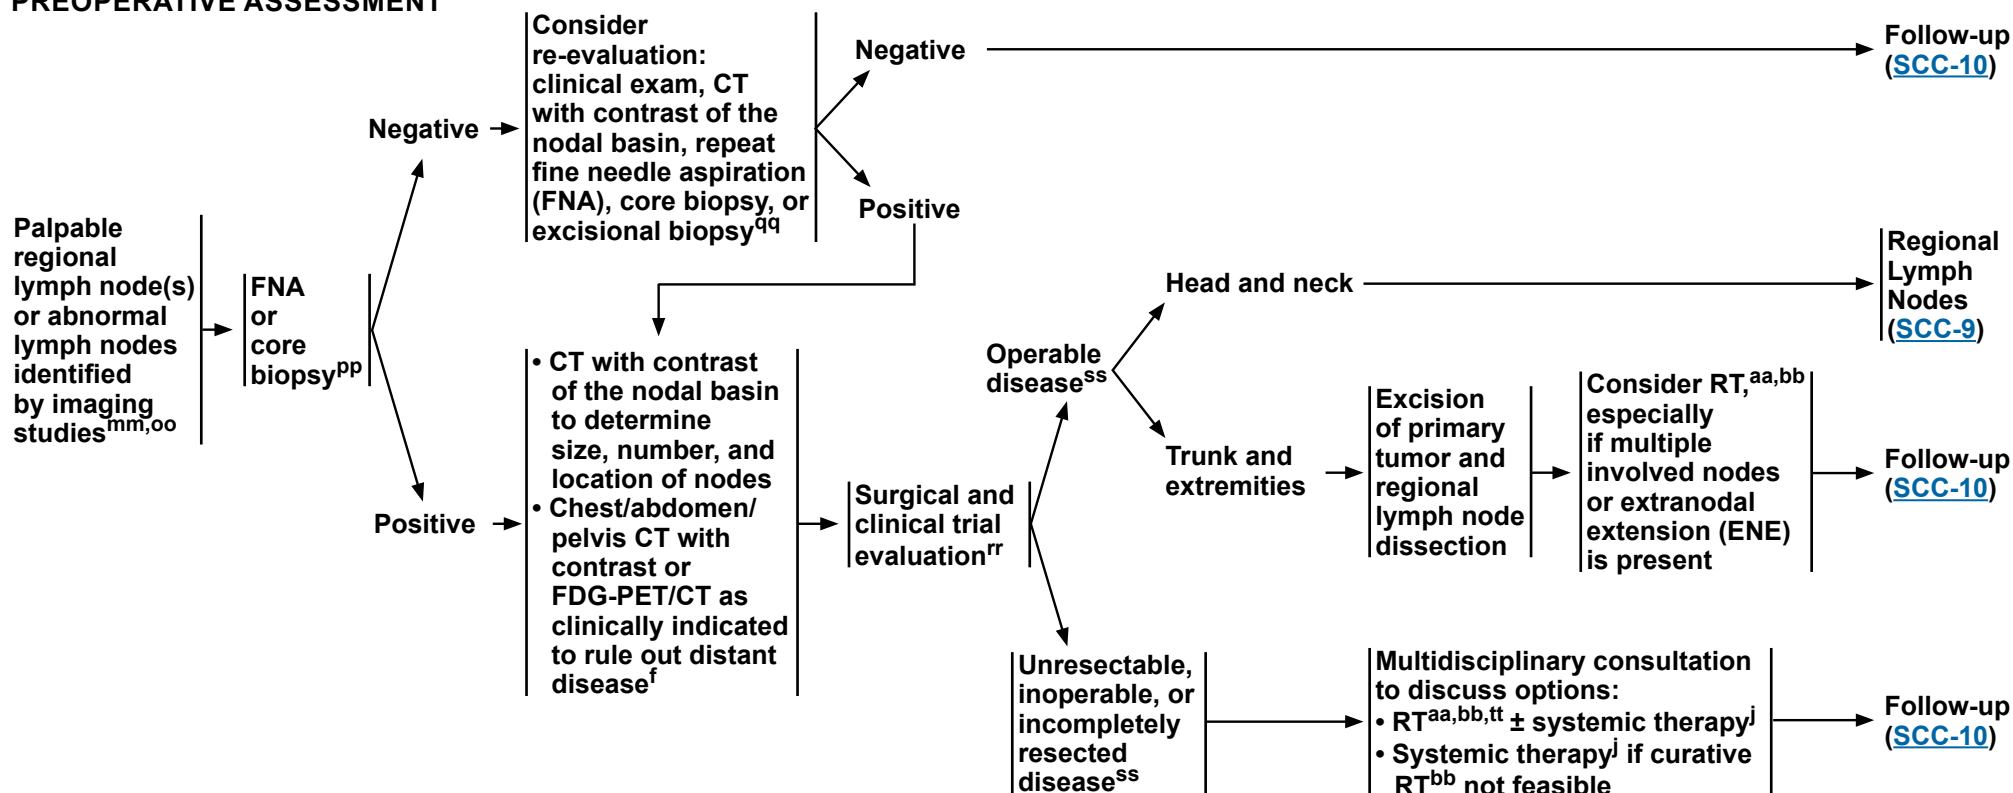 PREOPERATIVE ASSESSMENT
Palpable
regional
lymph node(s)
or abnormal
lymph nodes
identified
by imaging
studiesmm,oo
FNA
or
core
biopsypp
Negative
Consider
re-evaluation:
clinical exam, CT
with contrast of the
nodal basin, repeat
fine needle aspiration
(FNA), core biopsy, or
excisional biopsyqq
Negative
Follow-up
(SCC-10)
Positive
Positive
• CT with contrast
of the nodal basin
to determine
size, number, and
location of nodes
• Chest/abdomen/
pelvis CT with
contrast or
FDG-PET/CT as
clinically indicated
to rule out distant
diseasef
Surgical and
clinical trial
evaluationrr
Operable
diseasess
Head and neck
Regional
Lymph
Nodes
(SCC-9)
Trunk and
extremities
Excision
of primary
tumor and
regional
lymph node
dissection
Consider RT,aa,bb
especially
if multiple
involved nodes
or extranodal
extension (ENE)
is present
Follow-up
(SCC-10)
Unresectable,
inoperable, or
incompletely
resected
diseasess
Multidisciplinary consultation
to discuss options:
• RTaa,bb,tt ± systemic therapyj
• Systemic therapyj if curative
RTbb not feasible
Follow-up
(SCC-10)